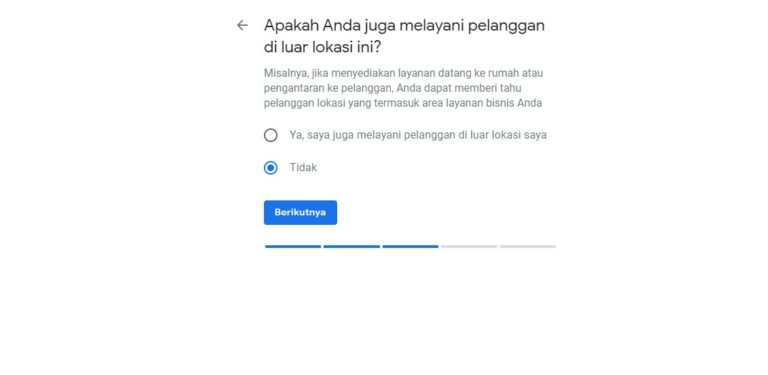 Apakah Anda juga melayani pelanggan
di luar lokasi ini?
Misalnya, jika menyediakan layanan datang ke rumah atau
pengantaran ke pelanggan, Anda dapat memberi tahu
pelanggan lokasi yang termasuk area layanan bisnis Anda
Ya, saya juga melayani pelanggan di luar lokasi saya
Tidak
Berikutnya